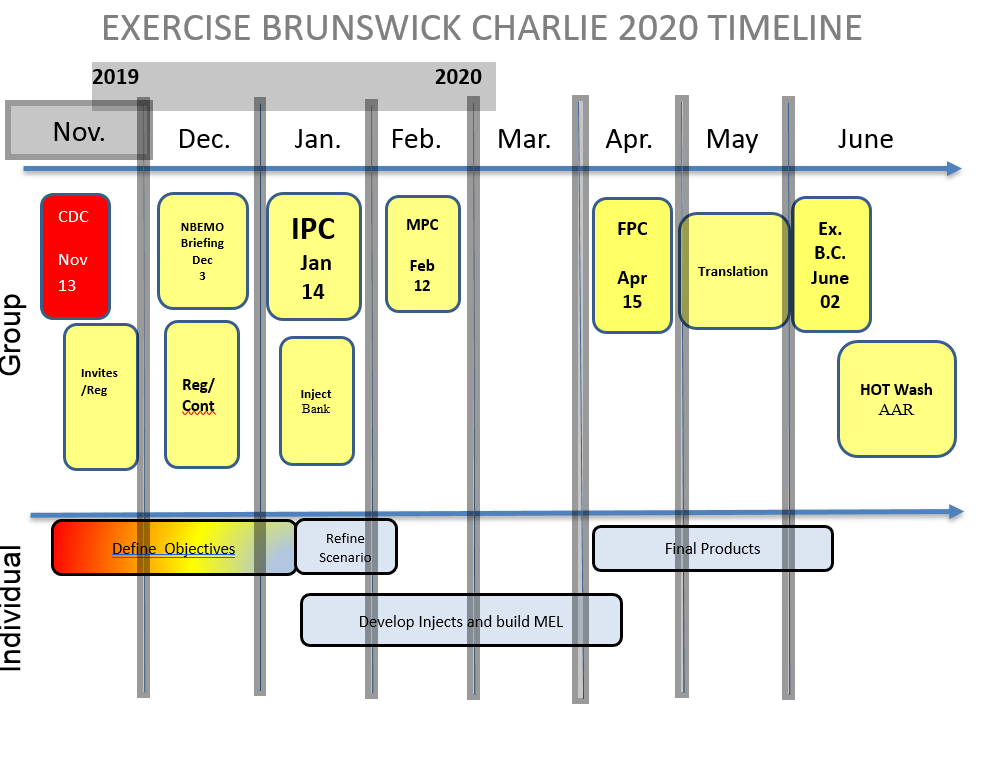 EXERCISE BRUNSWICK CHARLIE 2020 TIMELINE
2019
2020
Nov.
Dec.
Jan.
Feb.
Mar.
Apr.
May
June
Group
CDC
Nov
13
NBEMO
Briefing
Dec
3
IPC
Jan
14
MPC
Feb
12
FPC
Apr
15
Translation
Ex.
B.C.
June
02
Invites
/Reg
Reg/
Cont
Inject
Bank
HOT Wash
AAR
Individual
Define Objectives
Refine
Scenario
Final Products
Develop Injects and build MEL